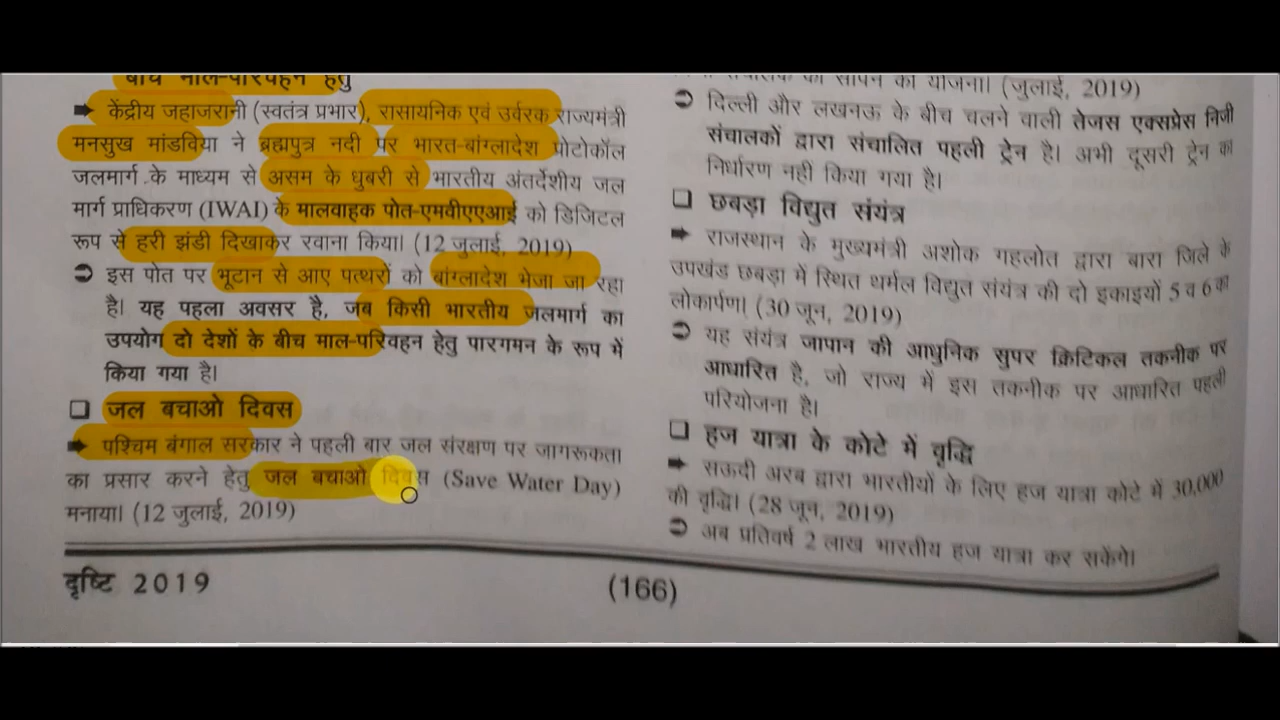 बीच माल-परिवहन हेतु
➡ केंद्रीय जहाजरानी (स्वतंत्र प्रभार), रासायनिक एवं उर्वरक राज्यमंत्री
मनसुख मांडविया ने ब्रह्मपुत्र नदी पर भारत-बांग्लादेश प्रोटोकॉल
जलमार्ग के माध्यम से असम के धुबरी से भारतीय अंतर्देशीय जल
मार्ग प्राधिकरण (IWAI) के मालवाहक पोत-एमवीएएआई को डिजिटल
रूप से हरी झंडी दिखाकर रवाना किया। (12 जुलाई, 2019)
➲ इस पोत पर भूटान से आए पत्थरों को बांग्लादेश भेजा जा रहा
है। यह पहला अवसर है, जब किसी भारतीय जलमार्ग का
उपयोग दो देशों के बीच माल-परिवहन हेतु पारगमन के रूप में
किया गया है।
❑ जल बचाओ दिवस
➡ पश्चिम बंगाल सरकार ने पहली बार जल संरक्षण पर जागरूकता
का प्रसार करने हेतु जल बचाओ दिवस (Save Water Day)
मनाया। (12 जुलाई, 2019)
दृष्टि 2019
(166)
को सौंपने की योजना। (जुलाई, 2019)
➲ दिल्ली और लखनऊ के बीच चलने वाली तेजस एक्सप्रेस निजी
संचालकों द्वारा संचालित पहली ट्रेन है। अभी दूसरी ट्रेन का
निर्धारण नहीं किया गया है।
❑ छबड़ा विद्युत संयंत्र
➡ राजस्थान के मुख्यमंत्री अशोक गहलोत द्वारा बारा जिले के
उपखंड छबड़ा में स्थित थर्मल विद्युत संयंत्र की दो इकाइयों 5 व 6 का
लोकार्पण। (30 जून, 2019)
➲ यह संयंत्र जापान की आधुनिक सुपर क्रिटिकल तकनीक पर
आधारित है, जो राज्य में इस तकनीक पर आधारित पहली
परियोजना है।
❑ हज यात्रा के कोटे में वृद्धि
➡ सऊदी अरब द्वारा भारतीयों के लिए हज यात्रा कोटे में 30,000
की वृद्धि। (28 जून, 2019)
➲ अब प्रतिवर्ष 2 लाख भारतीय हज यात्रा कर सकेंगे।